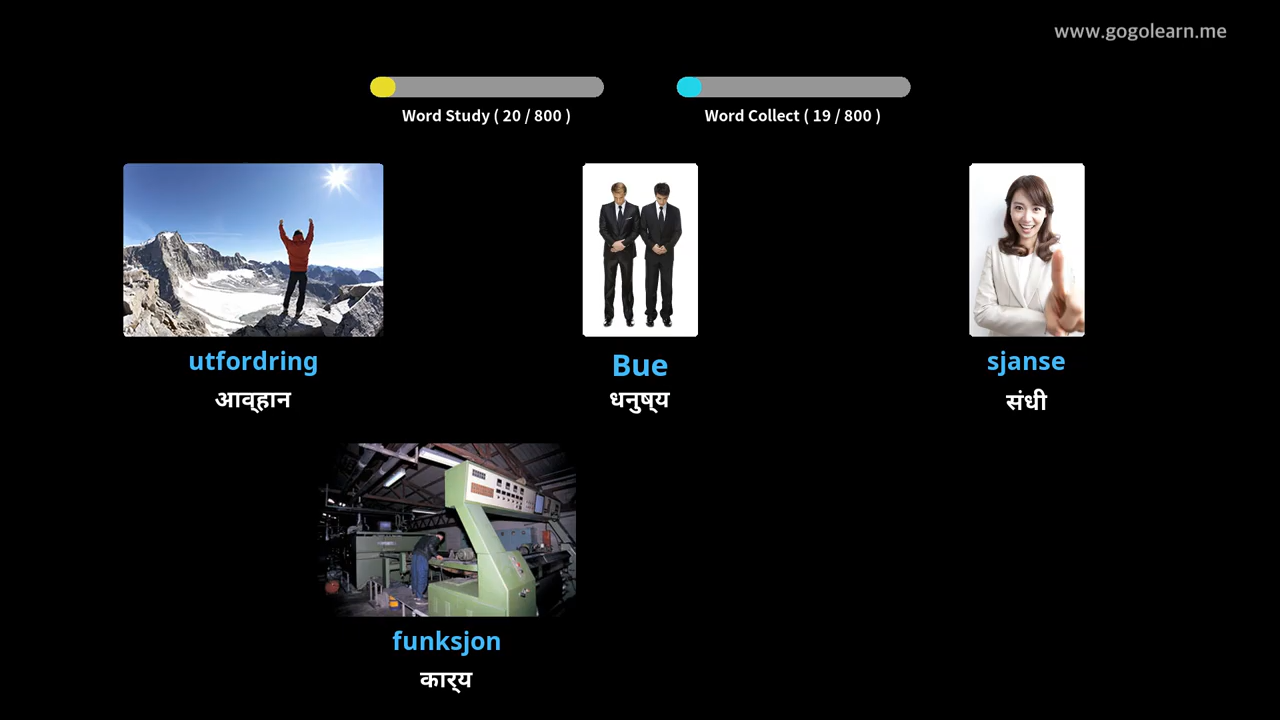 www.gogolearn.me
Word Study ( 20 / 800 )
Word Collect ( 19 / 800 )
utfordring
आव्हान
Bue
धनुष्य
sjanse
संधी
funksjon
कार्य